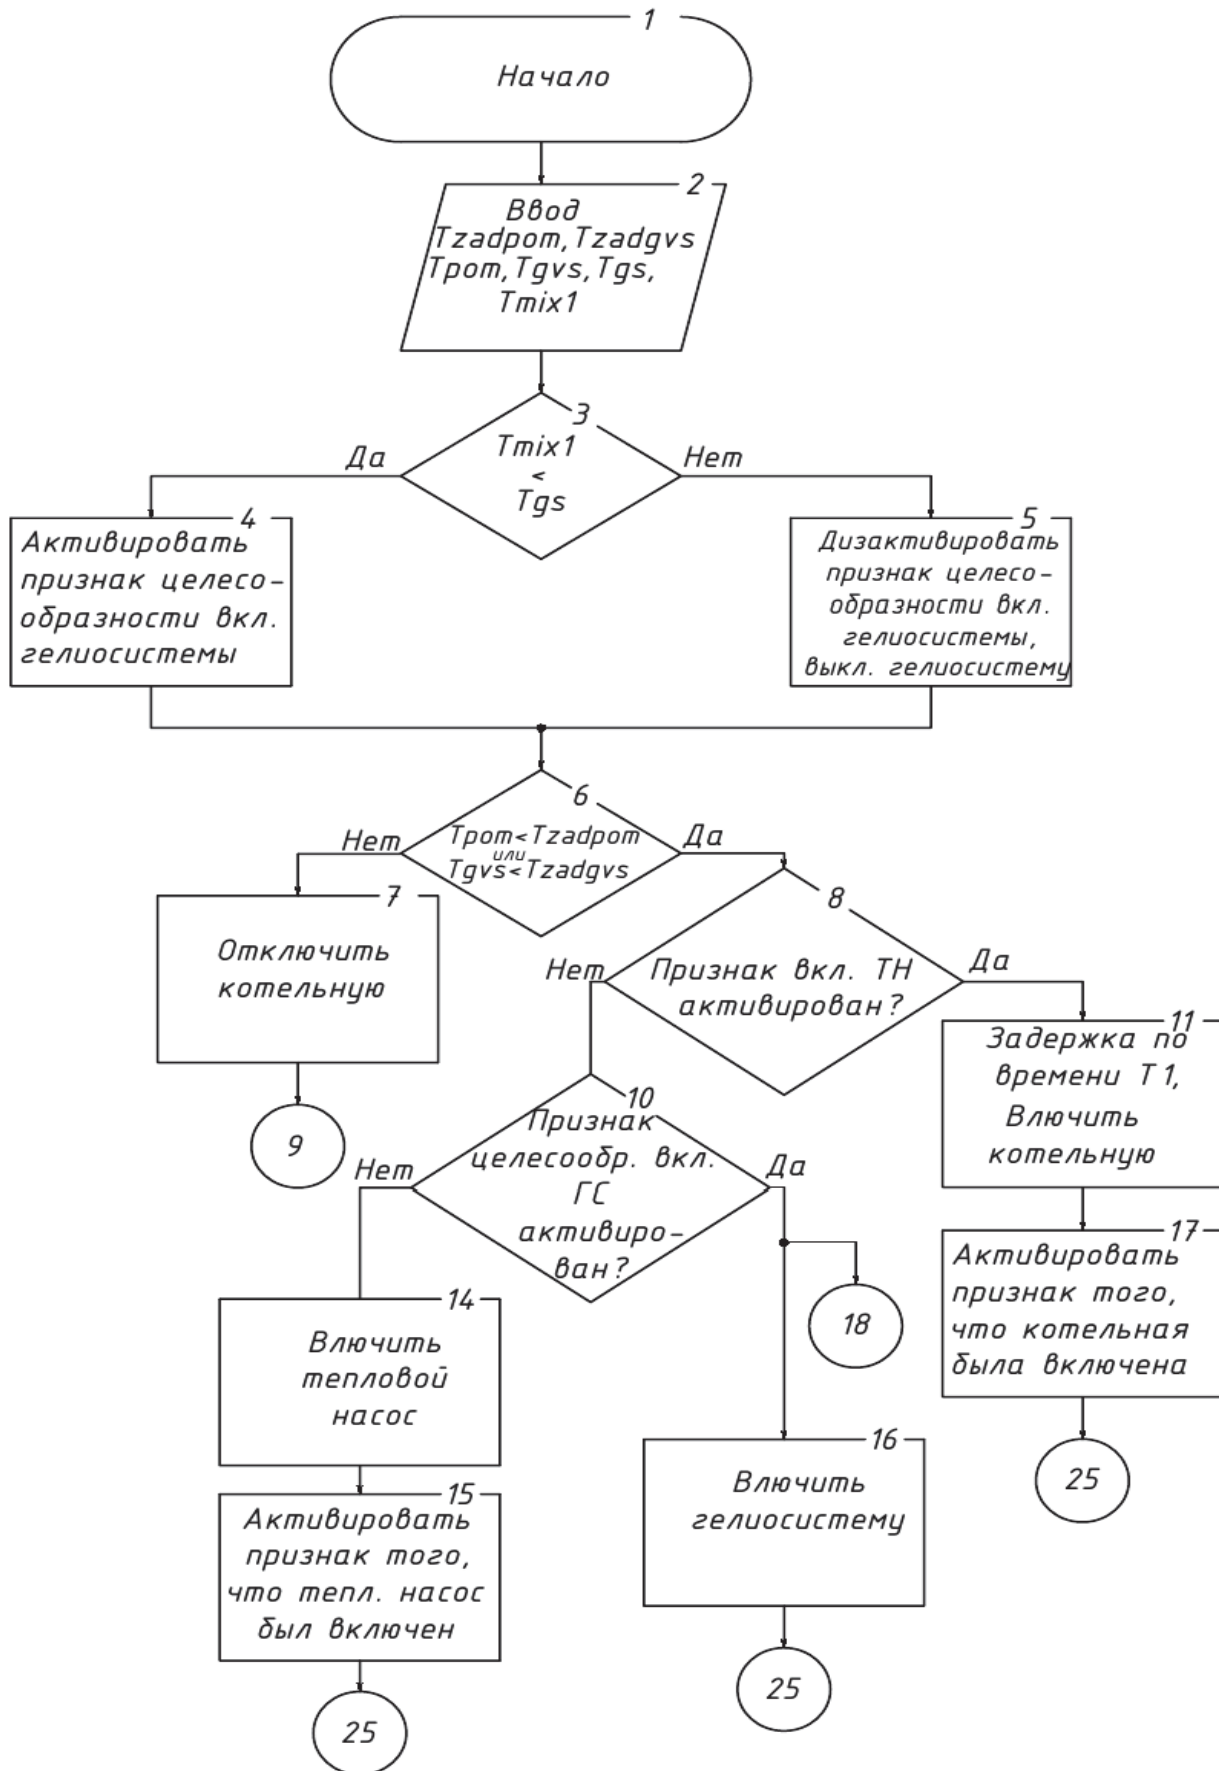 1
Начало
2
Ввод
Tzadpom,Tzadgvs
Tpom,Tgvs,Tgs,
Tmix1
3
Tmix1
<
Tgs
Да
Нет
4
Активировать
признак целесо-
образности вкл.
гелиосистемы
5
Дизактивировать
признак целесо-
образности вкл.
гелиосистемы,
выкл. гелиосистему
6
Tpom<Tzadpom
или
Tgvs<Tzadgvs
Нет
Да
7
Отключить
котельную
9
8
Признак вкл. ТН
активирован?
Нет
Да
10
Признак
целесообр. вкл.
ГС
активиро-
ван?
Нет
Да
11
Задержка по
времени Т1,
Влючить
котельную
17
Активировать
признак того,
что котельная
была включена
25
18
14
Влючить
тепловой
насос
15
Активировать
признак того,
что тепл. насос
был включен
25
16
Влючить
гелиосистему
25